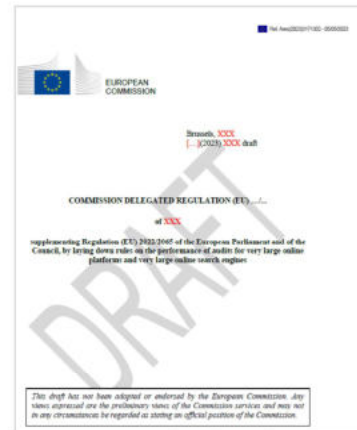 EUROPEAN
COMMISSION
Brussels, XXX
[…](2023) XXX draft
COMMISSION DELEGATED REGULATION (EU) …/...
of XXX
supplementing Regulation (EU) 2022/2065 of the European Parliament and of the
Council, by laying down rules on the performance of audits for very large online
platforms and very large online search engines
DRAFT
This draft has not been adopted or endorsed by the European Commission. Any
views expressed are the preliminary views of the Commission services and may not
in any circumstances be regarded as stating an official position of the Commission.